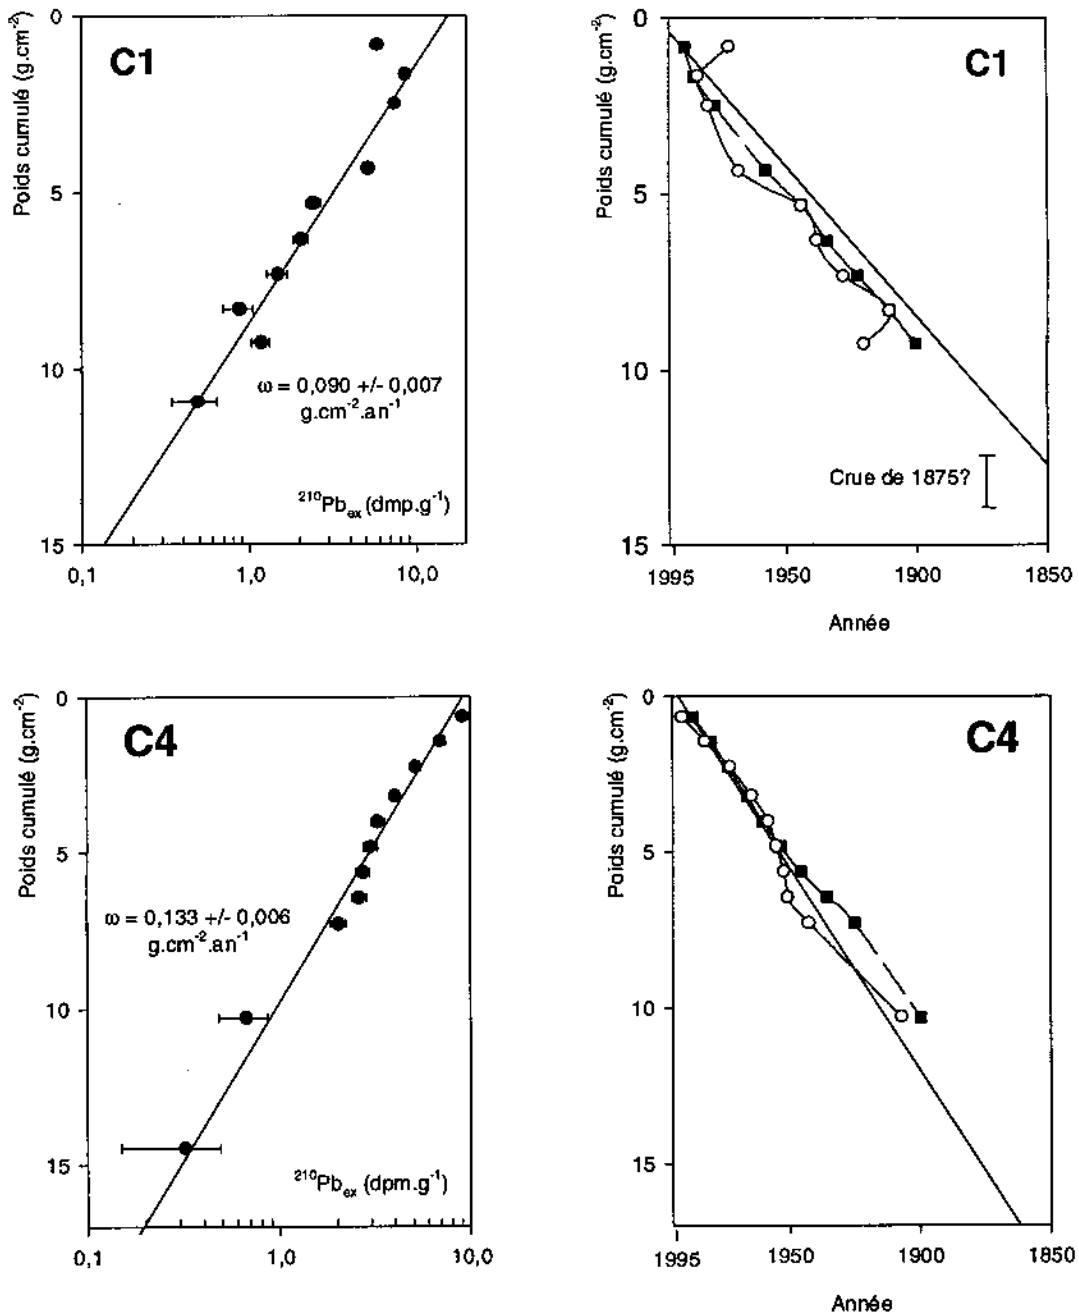 C1
Poids cumulé (g.cm⁻²)
0
5
10
15
ω = 0,090 +/- 0,007
g.cm⁻².an⁻¹
²¹⁰Pbₑₓ (dmp.g⁻¹)
0,1
1,0
10,0
C1
Poids cumulé (g.cm⁻²)
0
5
10
15
Crue de 1875?
1995
1950
1900
1850
Année
C4
Poids cumulé (g.cm⁻²)
0
5
10
15
ω = 0,133 +/- 0,006
g.cm⁻².an⁻¹
²¹⁰Pbₑₓ (dpm.g⁻¹)
0,1
1,0
10,0
C4
Poids cumulé (g.cm⁻²)
0
5
10
15
1995
1950
1900
1850
Année